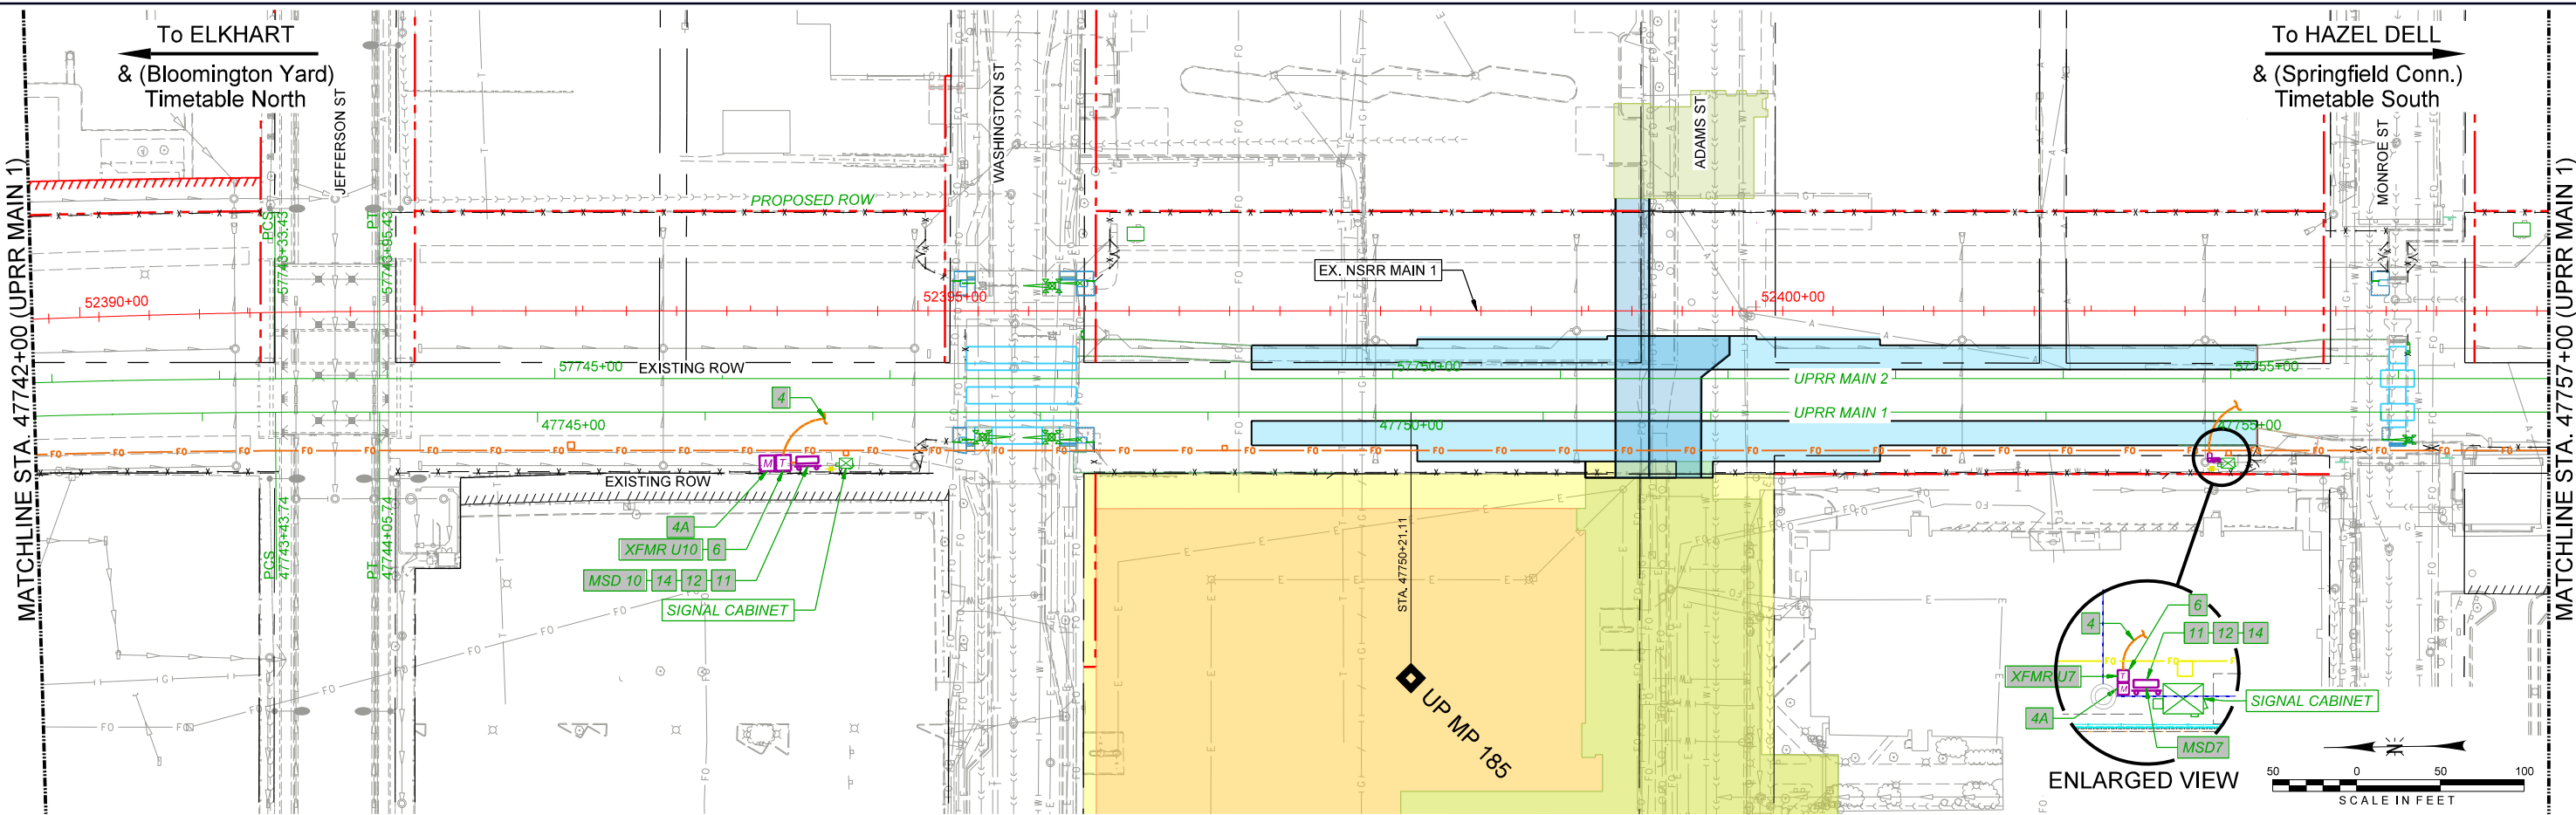 To ELKHART
& (Bloomington Yard)
Timetable North
To HAZEL DELL
& (Springfield Conn.)
Timetable South
MATCHLINE STA. 47742+00 (UPRR MAIN 1)
MATCHLINE STA. 47757+00 (UPRR MAIN 1)
JEFFERSON ST
WASHINGTON ST
ADAMS ST
MONROE ST
PROPOSED ROW
PCS
57743+33.43
PT
57743+95.43
EX. NSRR MAIN 1
52390+00
52395+00
52400+00
57745+00
EXISTING ROW
57750+00
57755+00
UPRR MAIN 2
UPRR MAIN 1
4
47745+00
47750+00
47755+00
M T
EXISTING ROW
4A
XFMR U10 6
MSD 10 14 12 11
SIGNAL CABINET
PCS
47743+43.74
PT
47744+05.74
STA. 47750+21.11
UP MP 185
6
4
11 12 14
FO FO
XFMR U7
T
M
4A
SIGNAL CABINET
MSD7
ENLARGED VIEW
N
50 0 50 100
SCALE IN FEET